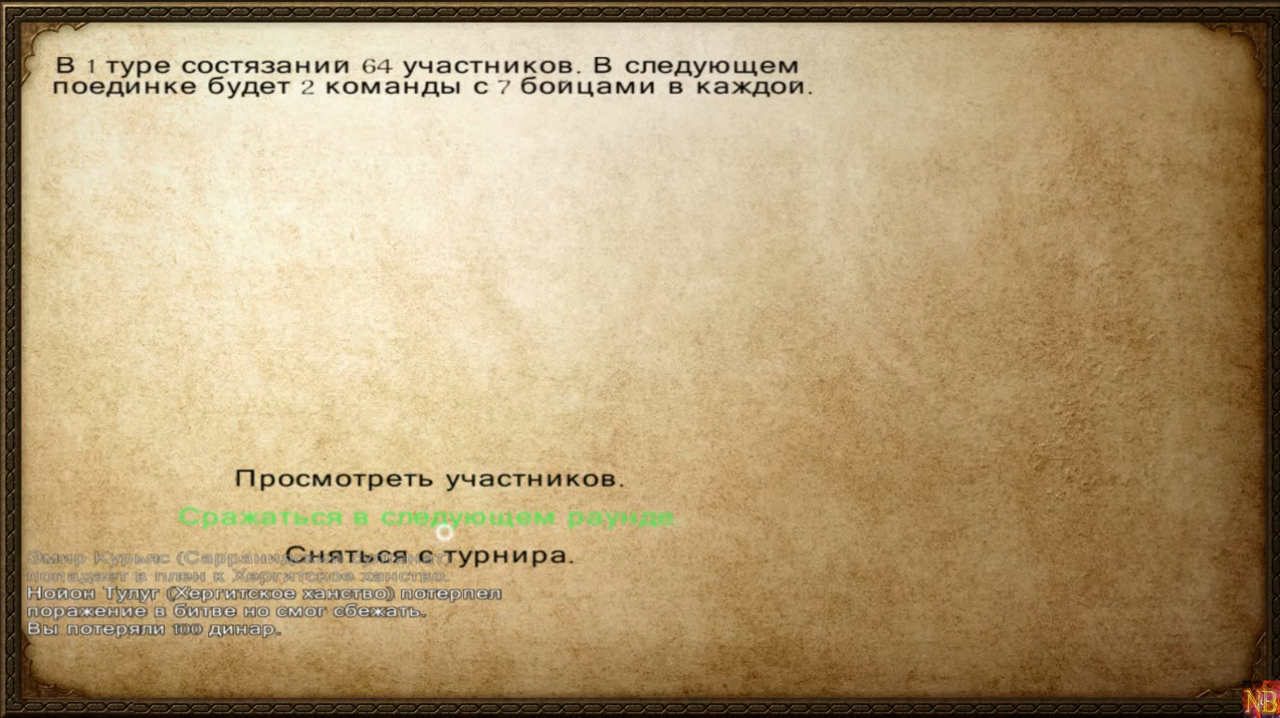 В 1 туре состязании 64 участников. В следующем
поединке будет 2 команды с 7 бойцами в каждой.
Просмотреть участников.
Сражаться в следующем раунде
Сняться с турнира.
Эмир Курьяс (Сарранидский султанат)
попадает в плен к Хергитское ханство.
Нойон Тулуг (Хергитское ханство) потерпел
поражение в битве но смог сбежать.
Вы потеряли 100 динар.
NB